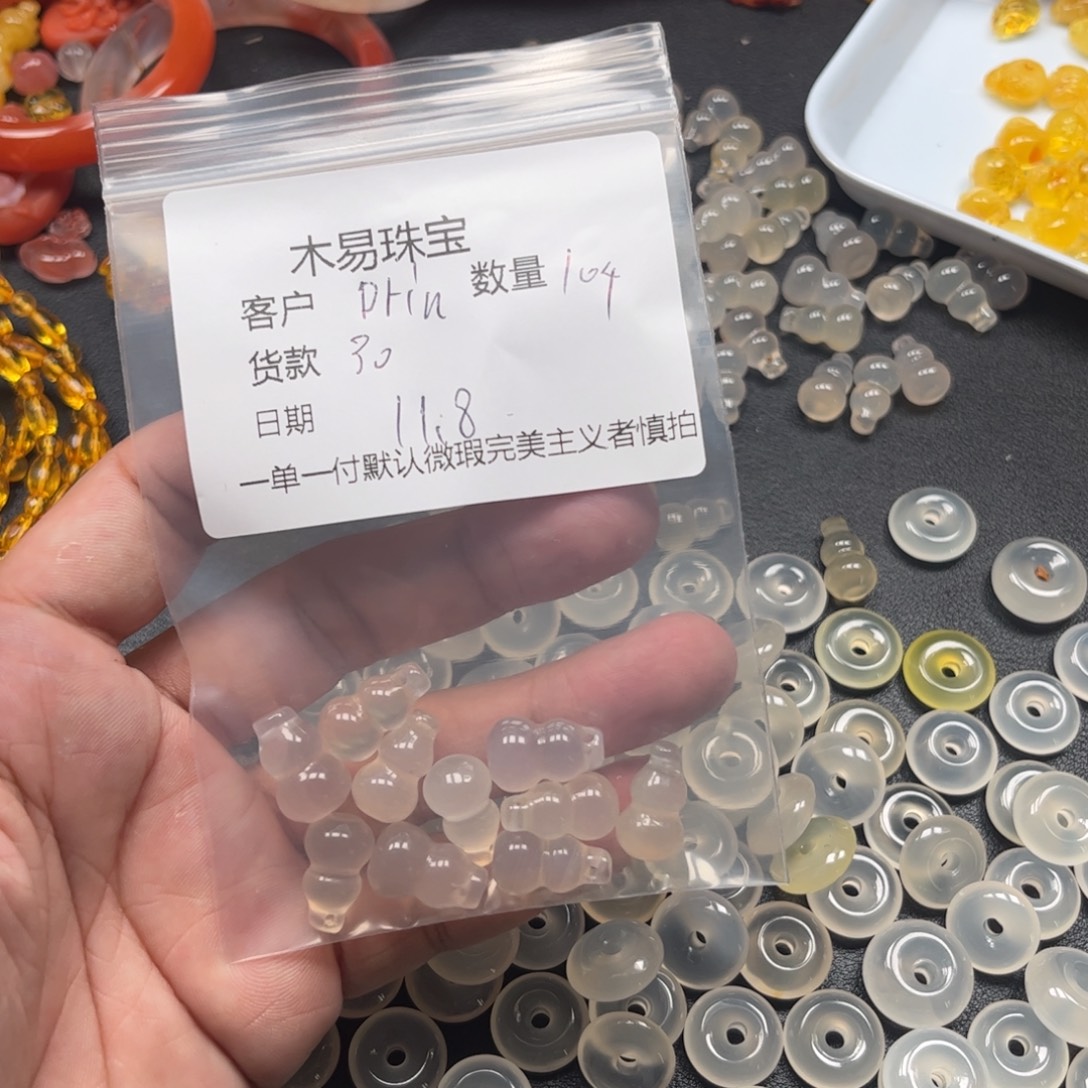 木易珠宝
客户 DHin 数量 104
货款 30
日期 11.8
一单一付默认微瑕完美主义者慎拍